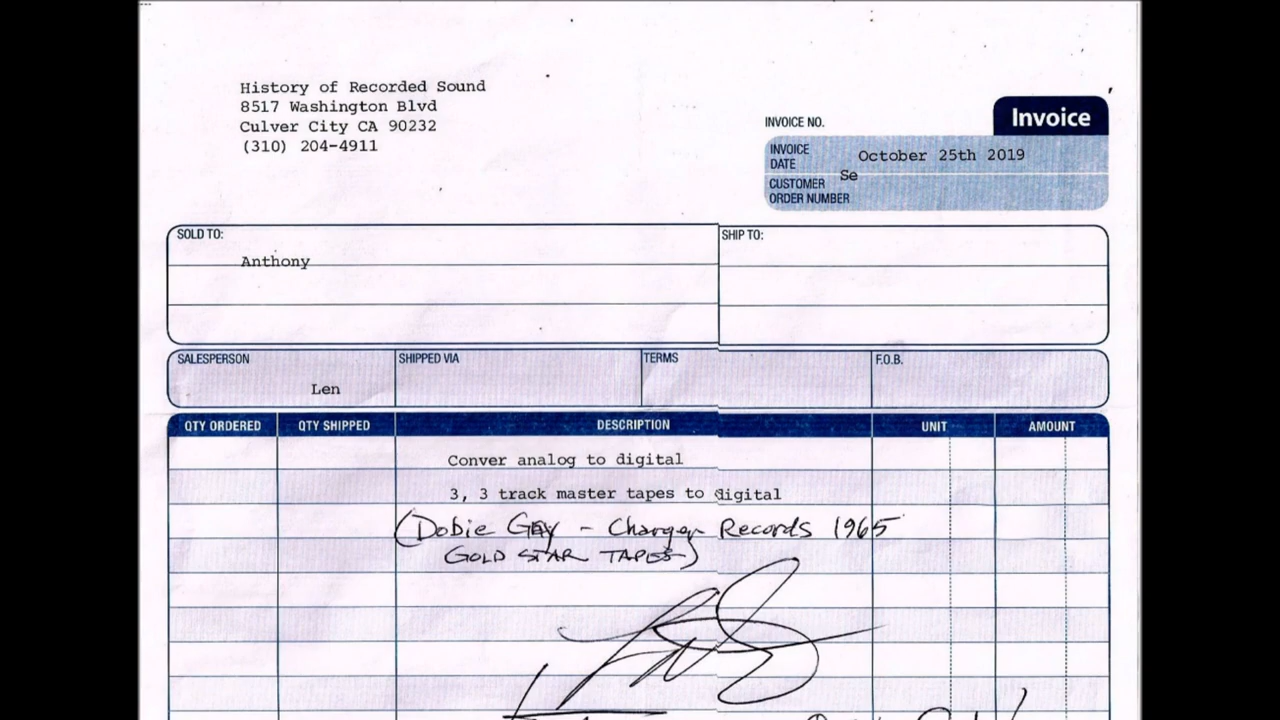 History of Recorded Sound
8517 Washington Blvd
Culver City CA 90232
(310) 204-4911
Invoice
INVOICE NO.
INVOICE DATE October 25th 2019
CUSTOMER ORDER NUMBER Se
SOLD TO:
Anthony
SHIP TO:
SALESPERSON SHIPPED VIA TERMS F.O.B.
Len
QTY ORDERED QTY SHIPPED DESCRIPTION UNIT AMOUNT
Conver analog to digital
3, 3 track master tapes to digital
(Dobie Gay - Charger Records 1965
GOLD STAR TAPES)